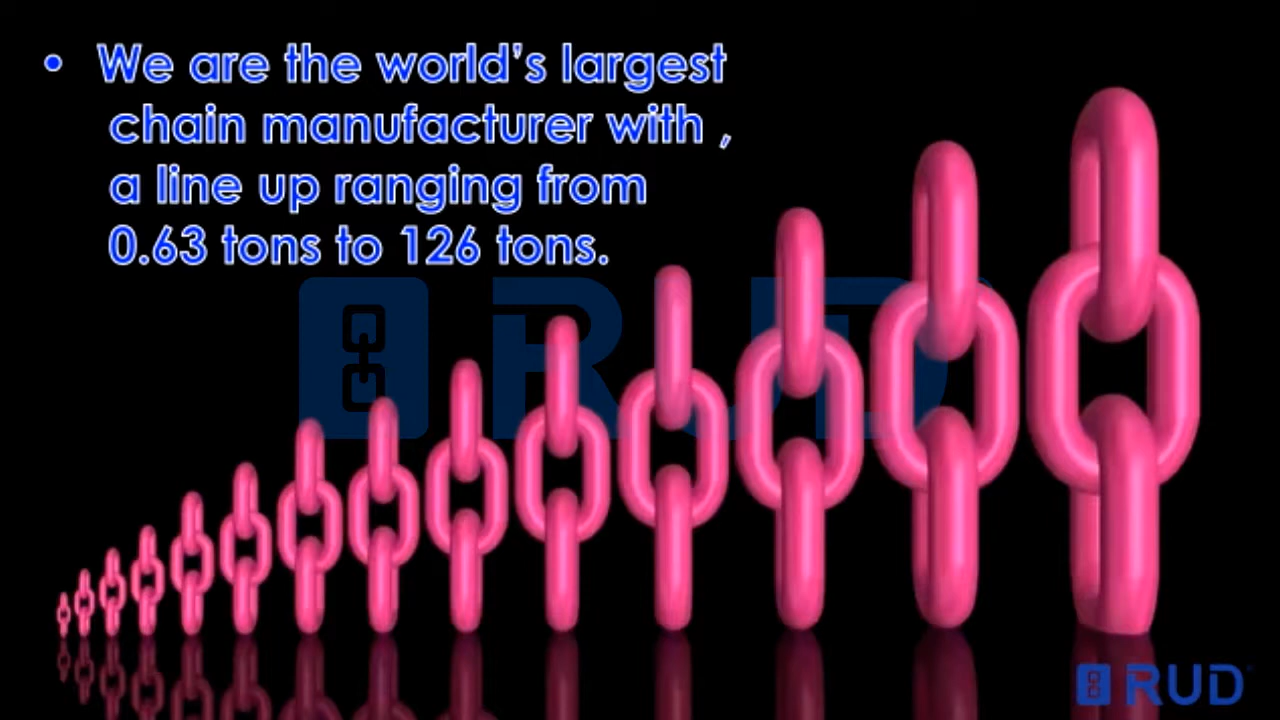 • We are the world's largest
chain manufacturer with ,
a line up ranging from
0.63 tons to 126 tons.
RUD
RUD